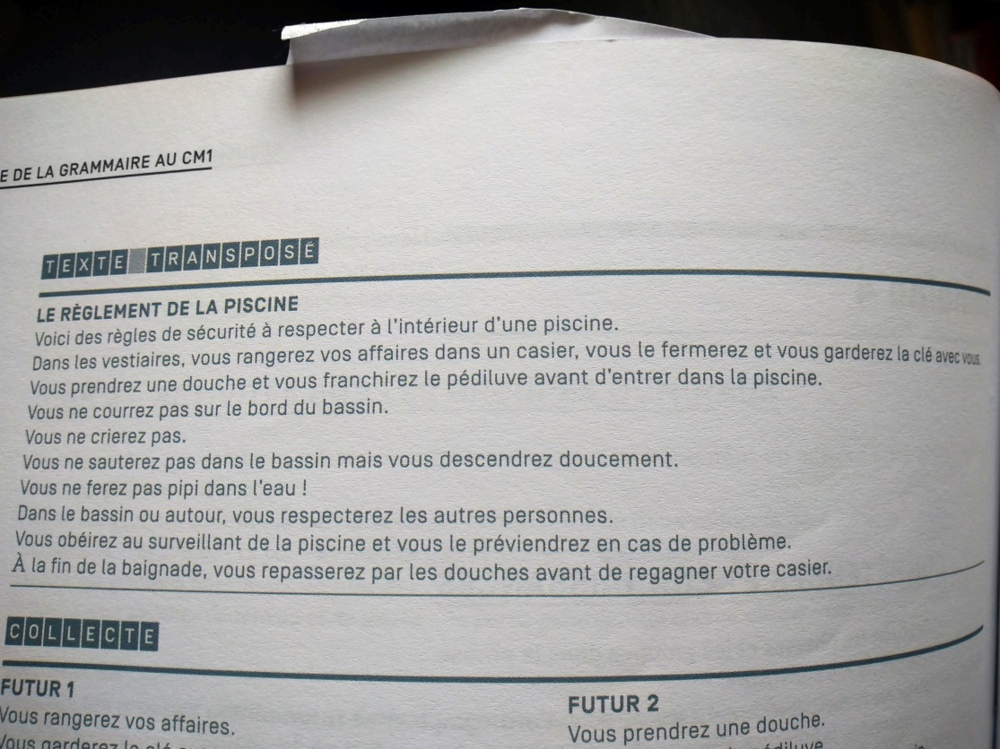 E DE LA GRAMMAIRE AU CM1
TEXTE TRANSPOSÉ
LE RÈGLEMENT DE LA PISCINE
Voici des règles de sécurité à respecter à l'intérieur d'une piscine.
Dans les vestiaires, vous rangerez vos affaires dans un casier, vous le fermerez et vous garderez la clé avec vous.
Vous prendrez une douche et vous franchirez le pédiluve avant d'entrer dans la piscine.
Vous ne courrez pas sur le bord du bassin.
Vous ne crierez pas.
Vous ne sauterez pas dans le bassin mais vous descendrez doucement.
Vous ne ferez pas pipi dans l'eau !
Dans le bassin ou autour, vous respecterez les autres personnes.
Vous obéirez au surveillant de la piscine et vous le préviendrez en cas de problème.
À la fin de la baignade, vous repasserez par les douches avant de regagner votre casier.
COLLECTE
FUTUR 1
Vous rangerez vos affaires.
Vous garderez la clé
FUTUR 2
Vous prendrez une douche.
pédiluve